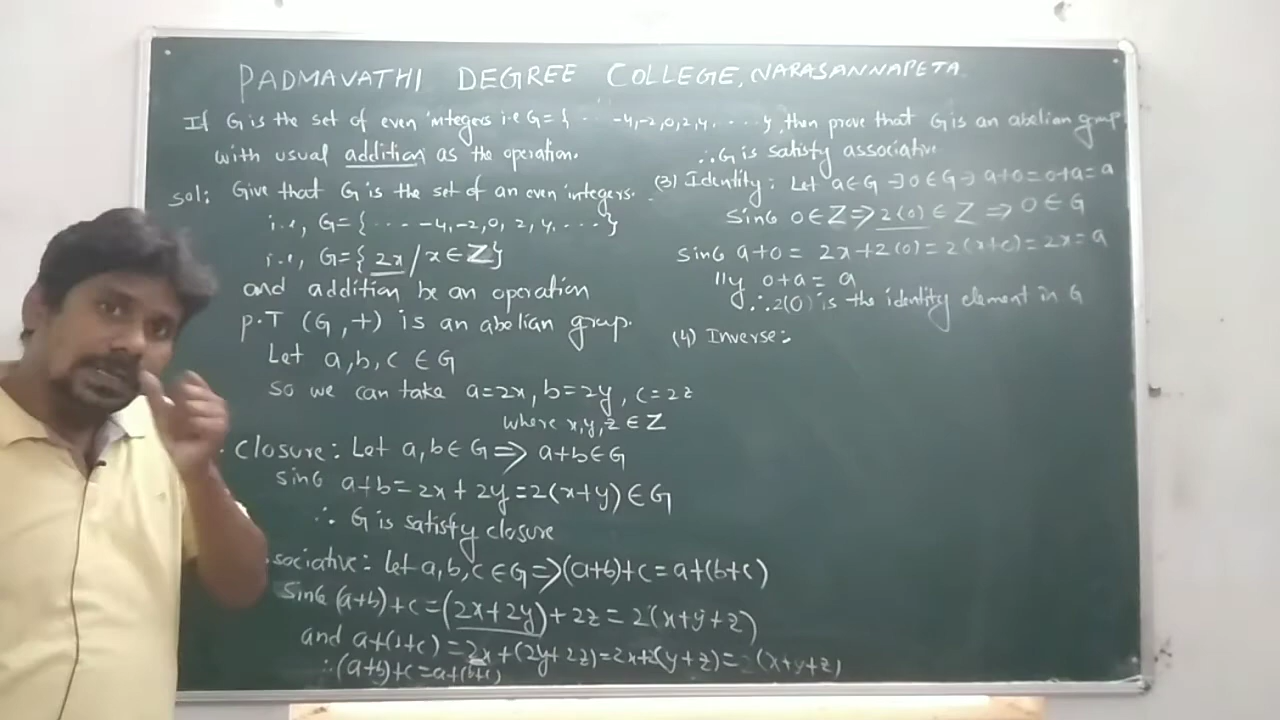 PADMAVATHI DEGREE COLLEGE, NARASANNAPETA
If G is the set of even integers i.e G = { ..... -4, -2, 0, 2, 4, ..... }, then prove that G is an abelian group
with usual addition as the operation.
Sol: Give that G is the set of an even integers.
i.e, G = { .... -4, -2, 0, 2, 4, .... }
i.e, G = { 2x / x ∈ Z }
and addition be an operation
P.T (G, +) is an abelian group.
Let a, b, c ∈ G
So we can take a = 2x, b = 2y, c = 2z
where x, y, z ∈ Z
Closure: Let a, b ∈ G ⇒ a+b ∈ G
Sinc a+b = 2x + 2y = 2(x+y) ∈ G
∴ G is satisfy closure
sociative: Let a, b, c ∈ G ⇒ (a+b)+c = a+(b+c)
Sinc (a+b)+c = (2x+2y)+2z = 2(x+y+z)
and a+(b+c) = 2x+(2y+2z) = 2x+2(y+z) = 2(x+y+z)
∴ (a+b)+c = a+(b+c)
∴ G is satisfy associative
(3) Identity: Let a ∈ G ∃ 0 ∈ G ∋ a+0 = 0+a = a
Sinc 0 ∈ Z ⇒ 2(0) ∈ Z ⇒ 0 ∈ G
Sinc a+0 = 2x+2(0) = 2(x+0) = 2x = a
lly 0+a = a
∴ 2(0) is the identity element in G
(4) Inverse: